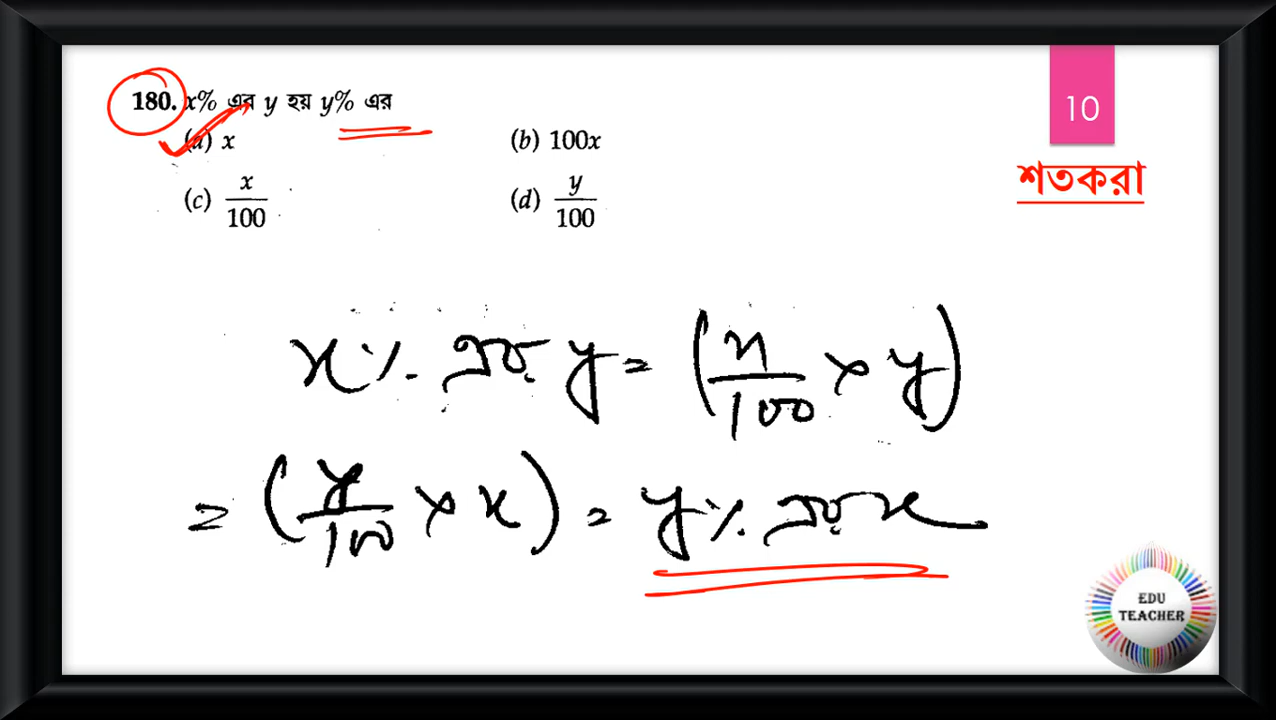 180. x% এর y হয় y% এর
(a) x
(b) 100x
(c) x/100
(d) y/100
10
শতকরা
x% এর y = (x/100 × y)
= (y/100 × x) = y% এর x
EDU
TEACHER